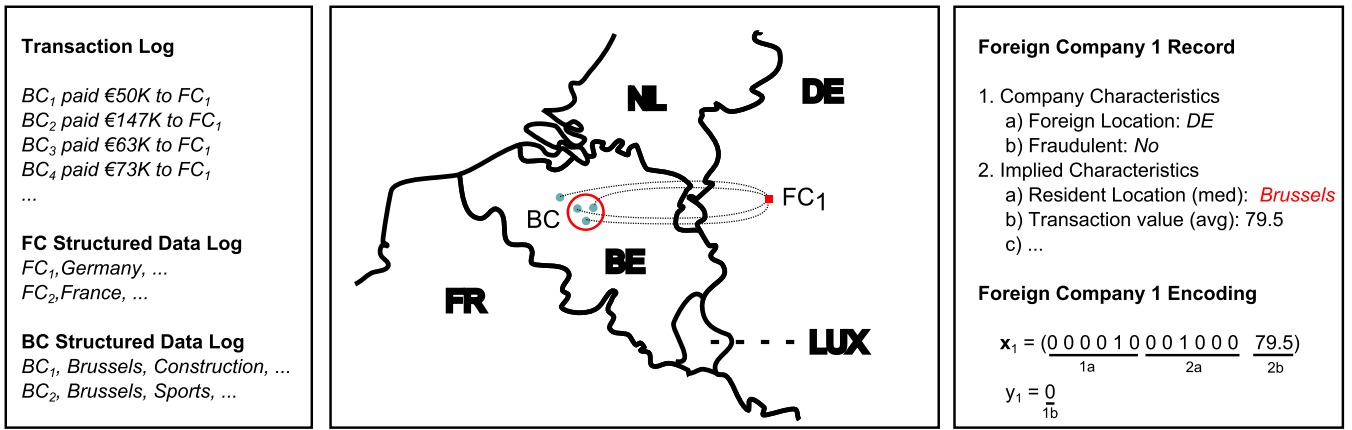 Transaction Log
BC1 paid €50K to FC1
BC2 paid €147K to FC1
BC3 paid €63K to FC1
BC4 paid €73K to FC1
...
FC Structured Data Log
FC1,Germany, ...
FC2,France, ...
BC Structured Data Log
BC1, Brussels, Construction, ...
BC2, Brussels, Sports, ...
NL
DE
FC1
BC
BE
FR
LUX
Foreign Company 1 Record
1. Company Characteristics
a) Foreign Location: DE
b) Fraudulent: No
2. Implied Characteristics
a) Resident Location (med): Brussels
b) Transaction value (avg): 79.5
c) ...
Foreign Company 1 Encoding
x1 = (0 0 0 0 1 0 0 0 1 0 0 0 79.5)
1a 2a 2b
y1 = 0
1b